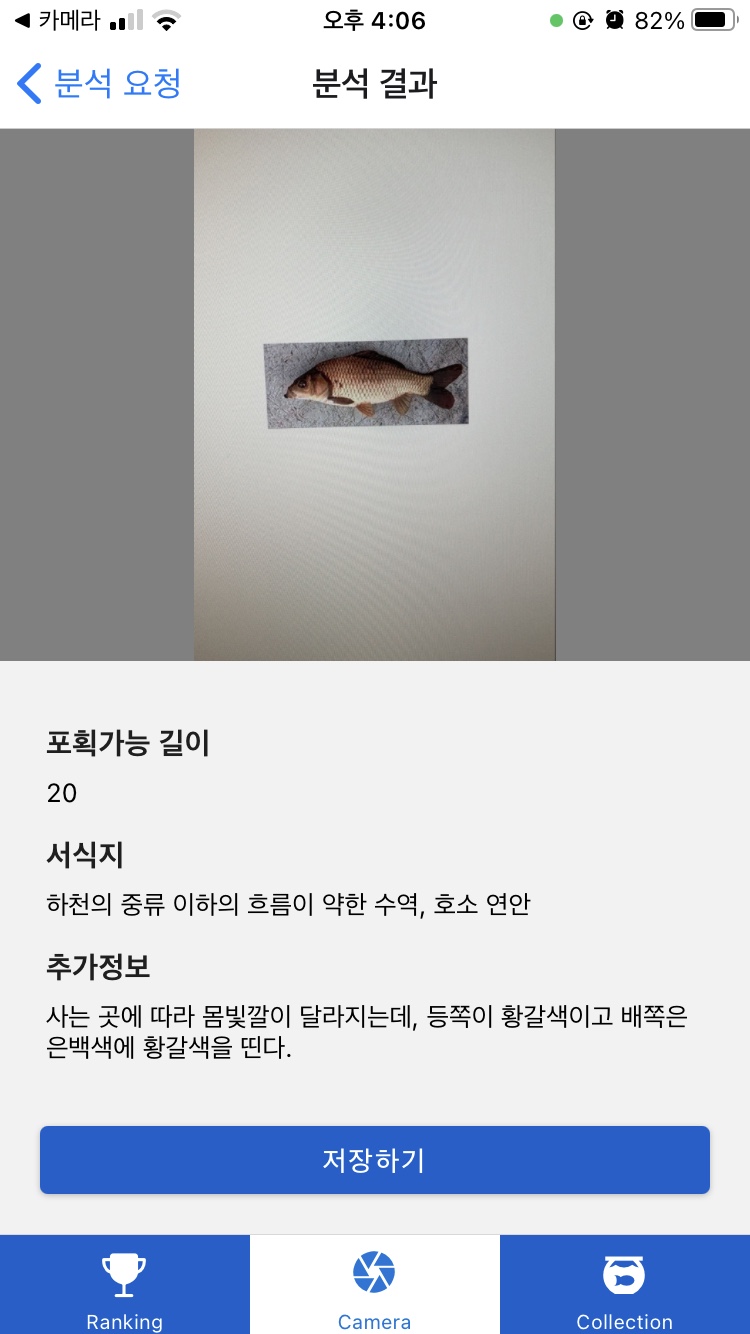 카메라 오후 4:06 82%
분석 요청 분석 결과
포획가능 길이
20
서식지
하천의 중류 이하의 흐름이 약한 수역, 호소 연안
추가정보
사는 곳에 따라 몸빛깔이 달라지는데, 등쪽이 황갈색이고 배쪽은
은백색에 황갈색을 띤다.
저장하기
Ranking Camera Collection